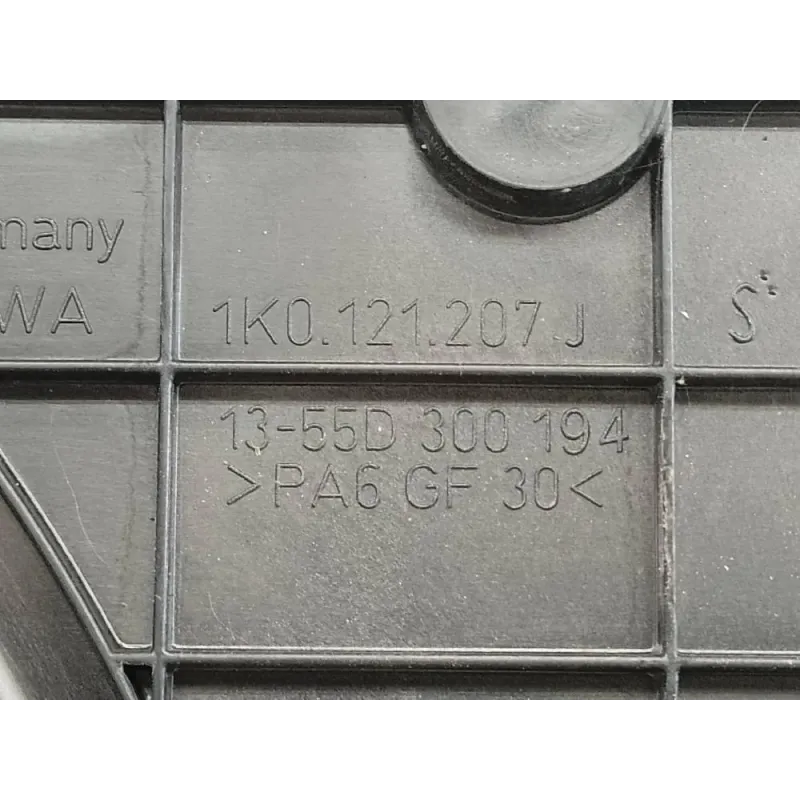 many
WA
1K0.121.207 J
S
13-55D 300 194
>PA6 GF 30<